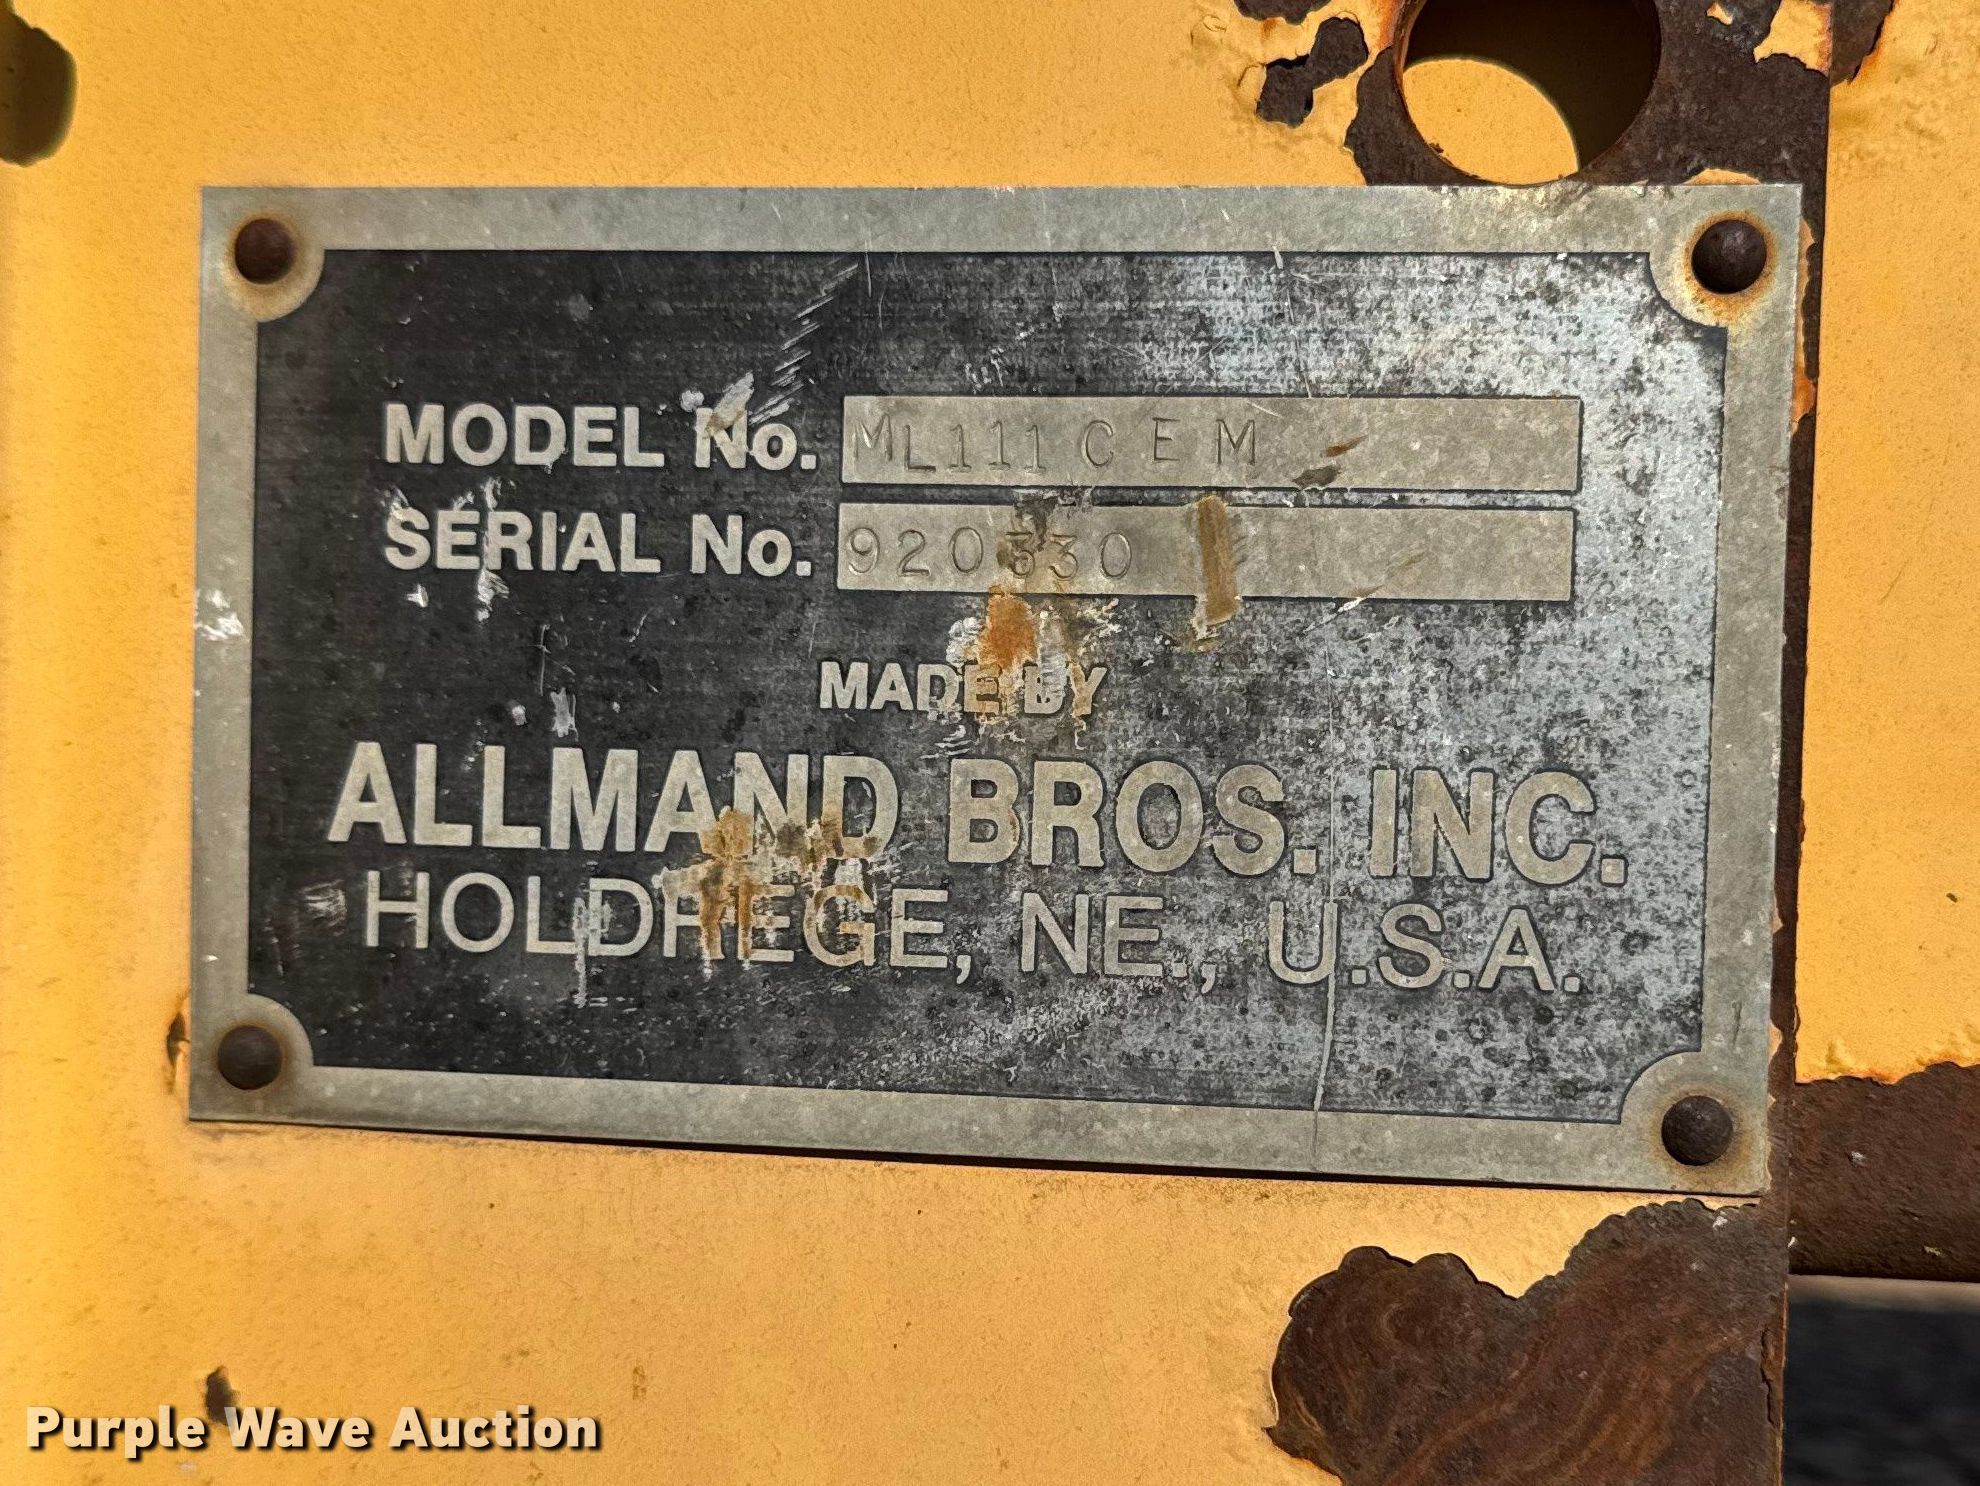 MODEL No. ML111CEM
SERIAL No. 920330
MADE BY
ALLMAND BROS. INC.
HOLDREGE, NE., U.S.A.
Purple Wave Auction